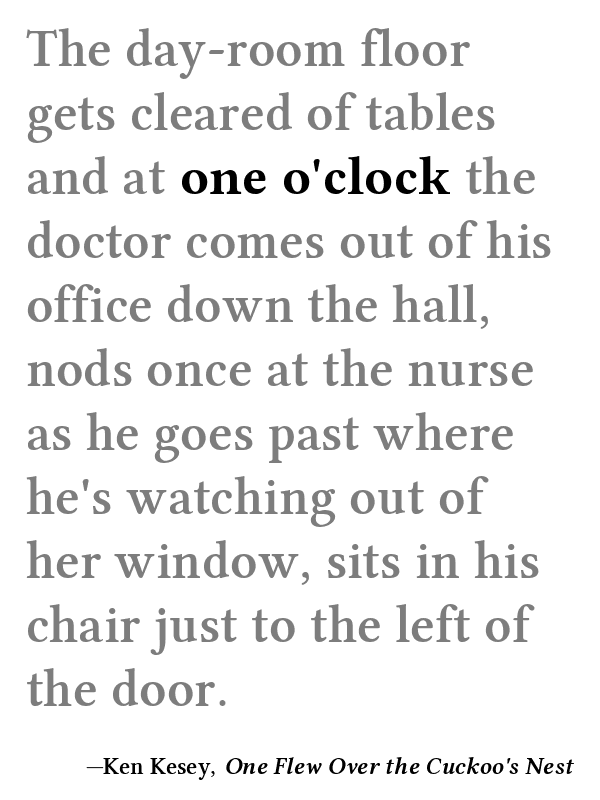 The day-room floor
gets cleared of tables
and at one o'clock the
doctor comes out of his
office down the hall,
nods once at the nurse
as he goes past where
he's watching out of
her window, sits in his
chair just to the left of
the door.
—Ken Kesey, One Flew Over the Cuckoo's Nest